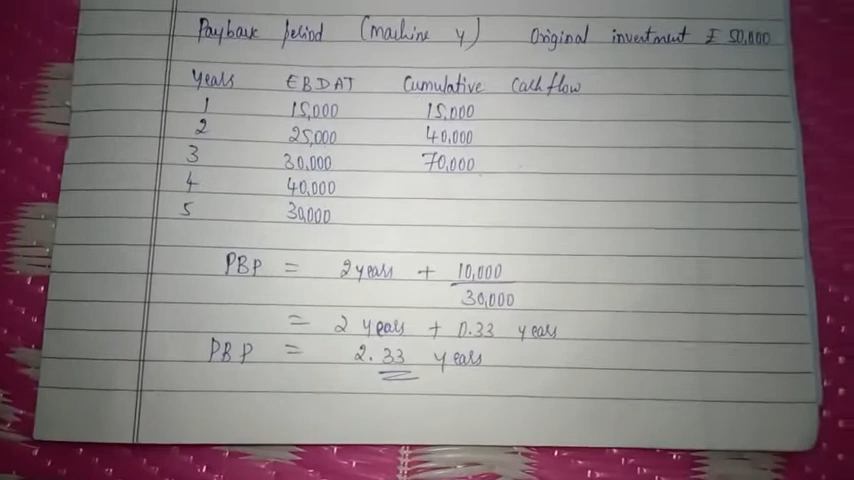 Payback period (machine y) Original investment ₤ 50,000
Years EBDAT Cumulative Cash flow
1 15,000 15,000
2 25,000 40,000
3 30,000 70,000
4 40,000
5 30,000
PBP = 2 years + 10,000
30,000
= 2 years + 0.33 years
PBP = 2.33 years